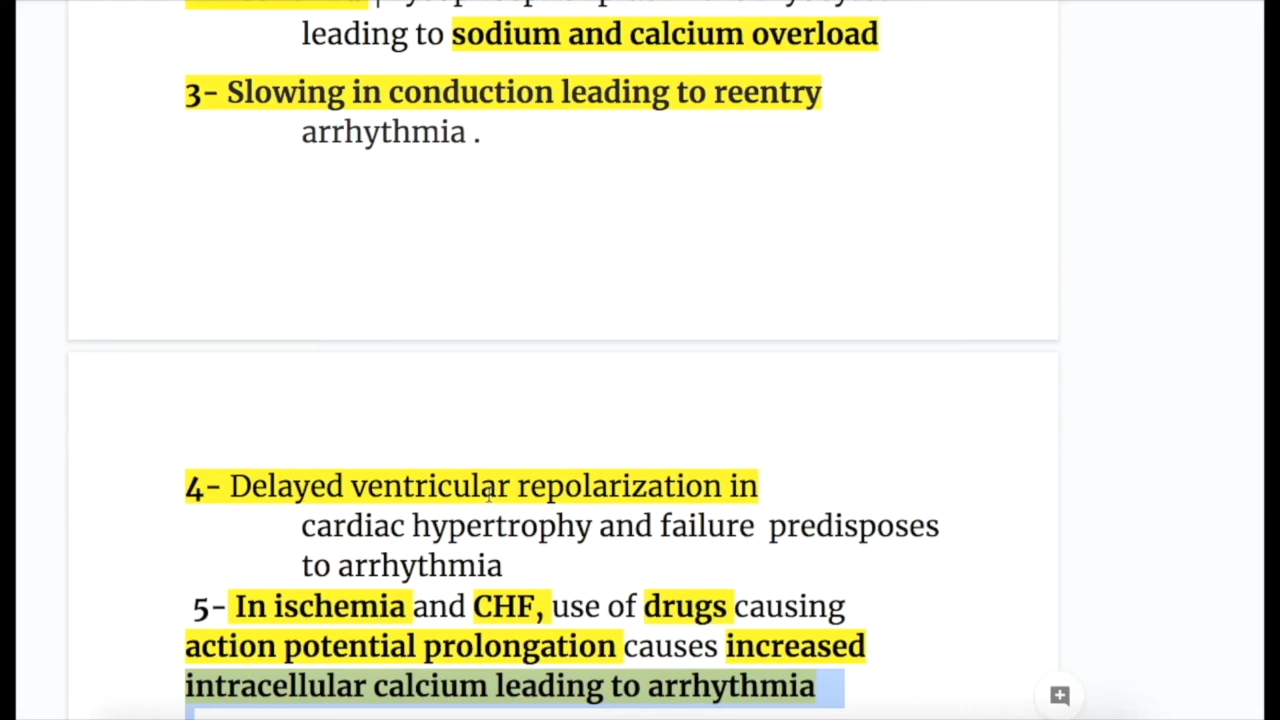 leading to sodium and calcium overload
3- Slowing in conduction leading to reentry
arrhythmia .
4- Delayed ventricular repolarization in
cardiac hypertrophy and failure predisposes
to arrhythmia
5- In ischemia and CHF, use of drugs causing
action potential prolongation causes increased
intracellular calcium leading to arrhythmia